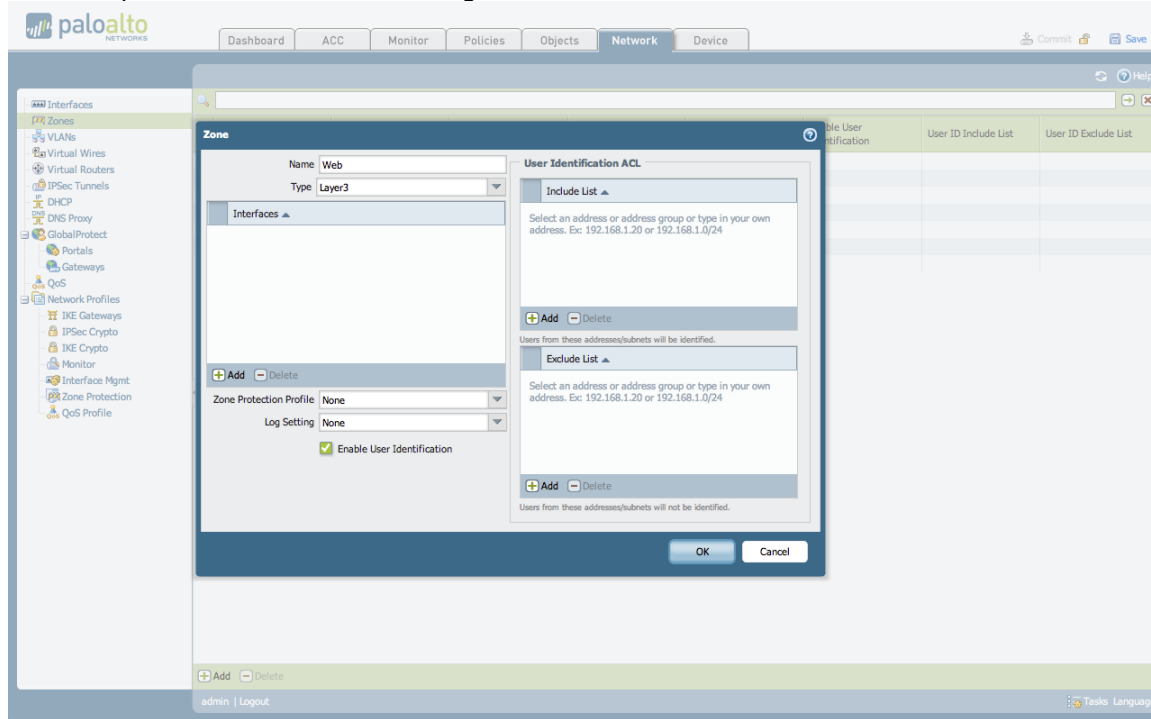 paloalto
NETWORKS
Dashboard ACC Monitor Policies Objects Network Device
Commit Save
Help
Interfaces
Zones
VLANs
Virtual Wires
Virtual Routers
IPSec Tunnels
DHCP
DNS Proxy
GlobalProtect
Portals
Gateways
QoS
Network Profiles
IKE Gateways
IPSec Crypto
IKE Crypto
Monitor
Interface Mgmt
Zone Protection
QoS Profile
User ID Include List User ID Exclude List
Zone
Name Web
Type Layer3
Interfaces
Add Delete
Zone Protection Profile None
Log Setting None
Enable User Identification
User Identification ACL
Include List
Select an address or address group or type in your own
address. Ex: 192.168.1.20 or 192.168.1.0/24
Add Delete
Users from these addresses/subnets will be identified.
Exclude List
Select an address or address group or type in your own
address. Ex: 192.168.1.20 or 192.168.1.0/24
Add Delete
Users from these addresses/subnets will not be identified.
OK Cancel
Add Delete
admin | Logout
Tasks Languag